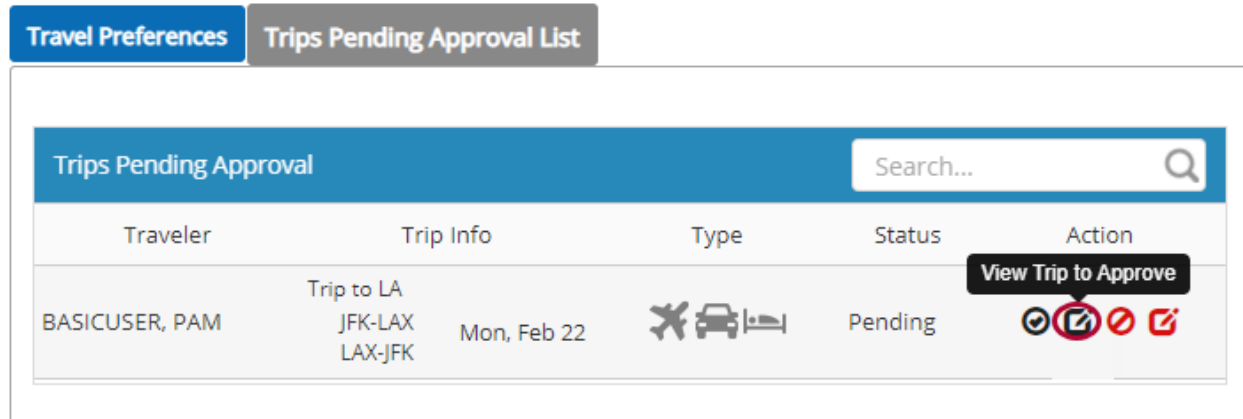 Travel Preferences Trips Pending Approval List
Trips Pending Approval Search...
Traveler Trip Info Type Status Action
View Trip to Approve
Trip to LA
BASICUSER, PAM JFK-LAX Mon, Feb 22 Pending
LAX-JFK